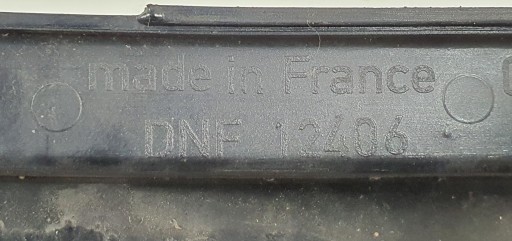 made in France
DNF 12406